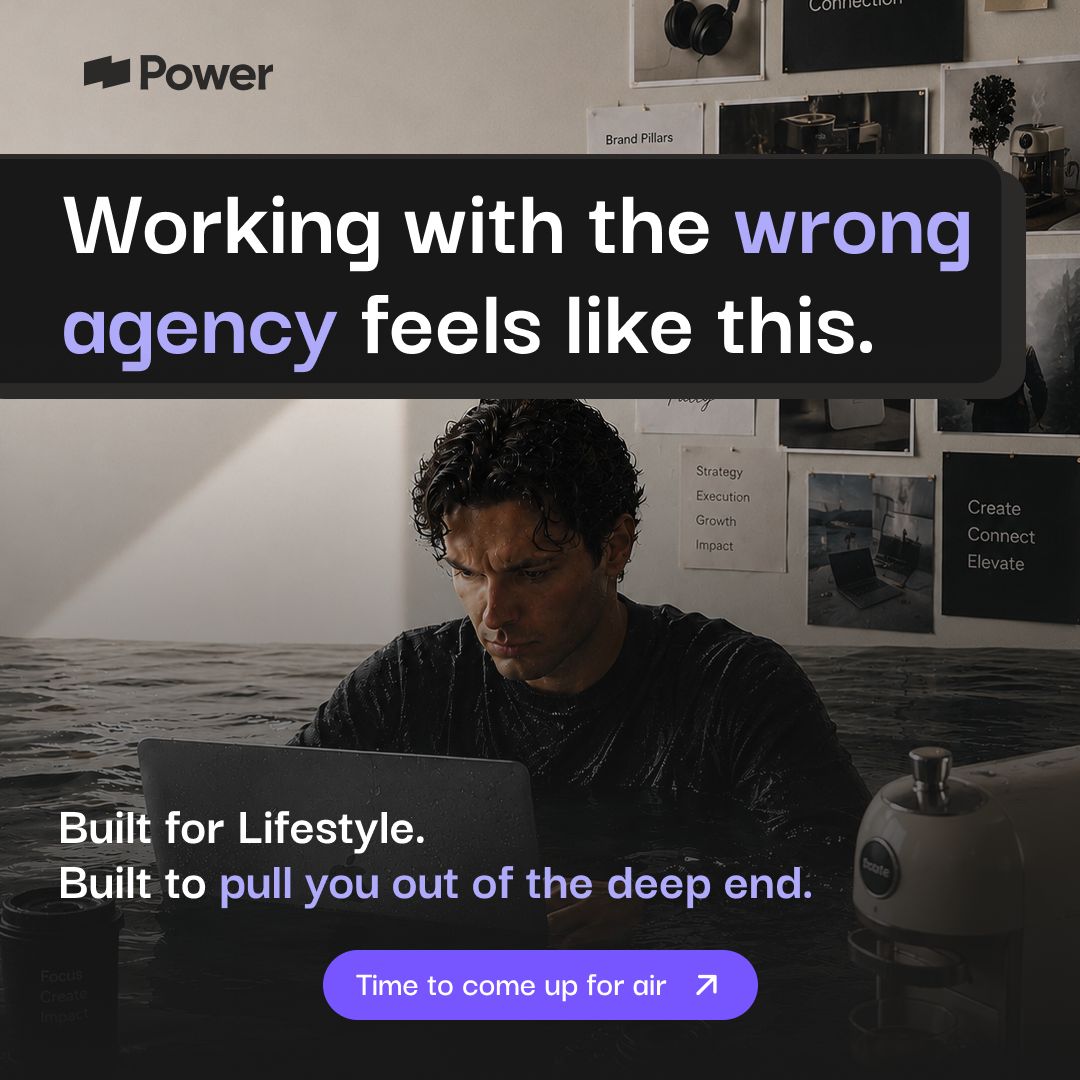 Connection
Power
Brand Pillars
Working with the wrong
agency feels like this.
Strategy
Execution
Growth
Impact
Create
Connect
Elevate
Built for Lifestyle.
Built to pull you out of the deep end.
Focus
Create
Impact
Time to come up for air